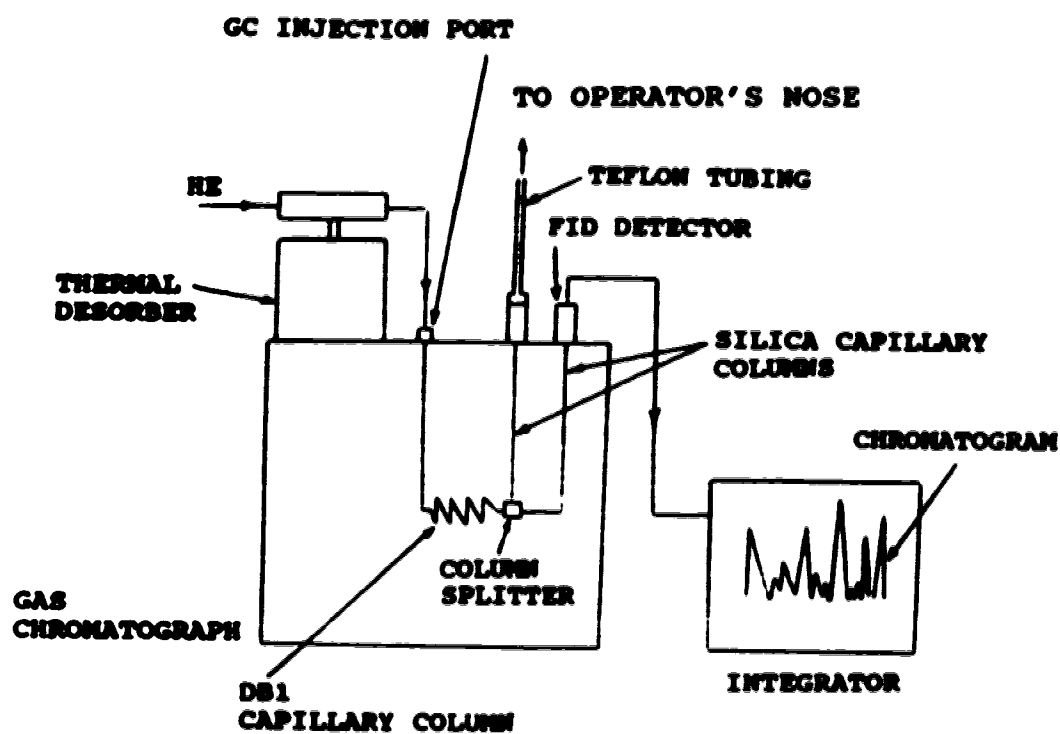 GC INJECTION PORT
TO OPERATOR'S NOSE
HE
TEFLON TUBING
FID DETECTOR
THERMAL
DESORBER
SILICA CAPILLARY
COLUMNS
CHROMATOGRAM
COLUMN
SPLITTER
GAS
CHROMATOGRAPH
DB1
CAPILLARY COLUMN
INTEGRATOR